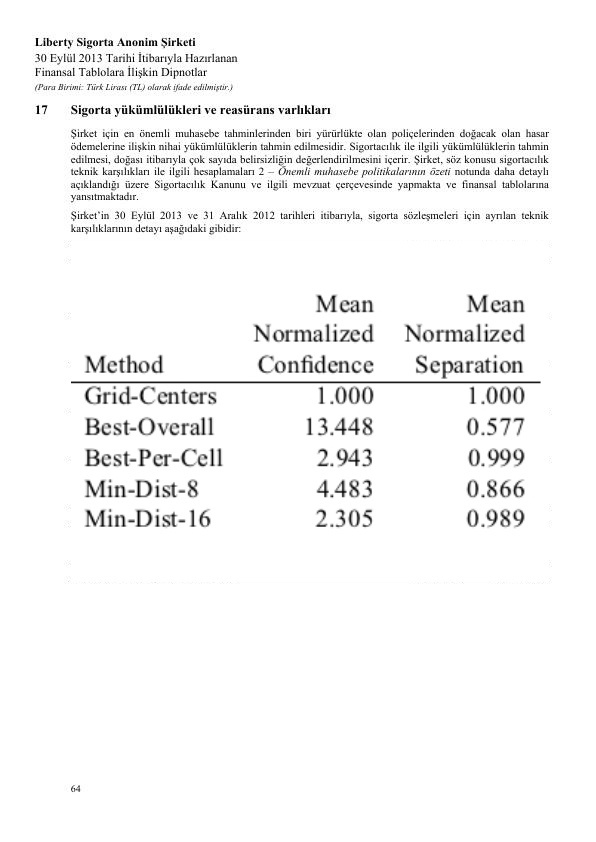 Liberty Sigorta Anonim Şirketi
30 Eylül 2013 Tarihi İtibarıyla Hazırlanan
Finansal Tablolara İlişkin Dipnotlar
(Para Birimi: Türk Lirası (TL) olarak ifade edilmiştir.)
17 Sigorta yükümlülükleri ve reasürans varlıkları
Şirket için en önemli muhasebe tahminlerinden biri yürürlükte olan poliçelerinden doğacak olan hasar
ödemelerine ilişkin nihai yükümlülüklerin tahmin edilmesidir. Sigortacılık ile ilgili yükümlülüklerin tahmin
edilmesi, doğası itibarıyla çok sayıda belirsizliğin değerlendirilmesini içerir. Şirket, söz konusu sigortacılık
teknik karşılıkları ile ilgili hesaplamaları 2 – Önemli muhasebe politikalarının özeti notunda daha detaylı
açıklandığı üzere Sigortacılık Kanunu ve ilgili mevzuat çerçevesinde yapmakta ve finansal tablolarına
yansıtmaktadır.
Şirket'in 30 Eylül 2013 ve 31 Aralık 2012 tarihleri itibarıyla, sigorta sözleşmeleri için ayrılan teknik
karşılıklarının detayı aşağıdaki gibidir:
Mean Mean
Normalized Normalized
Method Confidence Separation
Grid-Centers 1.000 1.000
Best-Overall 13.448 0.577
Best-Per-Cell 2.943 0.999
Min-Dist-8 4.483 0.866
Min-Dist-16 2.305 0.989
64